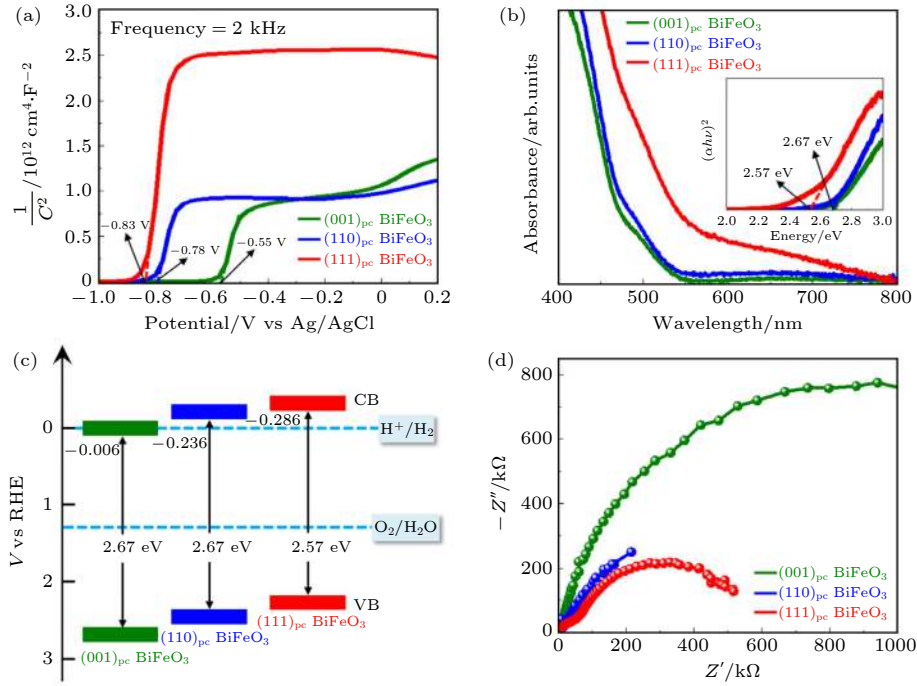 (a)
Frequency = 2 kHz
1/C² /10¹² cm⁴·F⁻²
3.0
2.5
2.0
1.5
1.0
0.5
0
−0.83 V
−0.78 V
−0.55 V
(001)pc BiFeO₃
(110)pc BiFeO₃
(111)pc BiFeO₃
−1.0 −0.8 −0.6 −0.4 −0.2 0 0.2
Potential/V vs Ag/AgCl
(b)
Absorbance/arb.units
(001)pc BiFeO₃
(110)pc BiFeO₃
(111)pc BiFeO₃
(αhν)²
2.67 eV
2.57 eV
2.0 2.2 2.4 2.6 2.8 3.0
Energy/eV
400 500 600 700 800
Wavelength/nm
(c)
V vs RHE
0
1
2
3
CB
H⁺/H₂
−0.006
−0.236
−0.286
O₂/H₂O
2.67 eV
2.67 eV
2.57 eV
VB
(001)pc BiFeO₃
(110)pc BiFeO₃
(111)pc BiFeO₃
(d)
−Z″/kΩ
800
600
400
200
0
(001)pc BiFeO₃
(110)pc BiFeO₃
(111)pc BiFeO₃
0 200 400 600 800 1000
Z′/kΩ